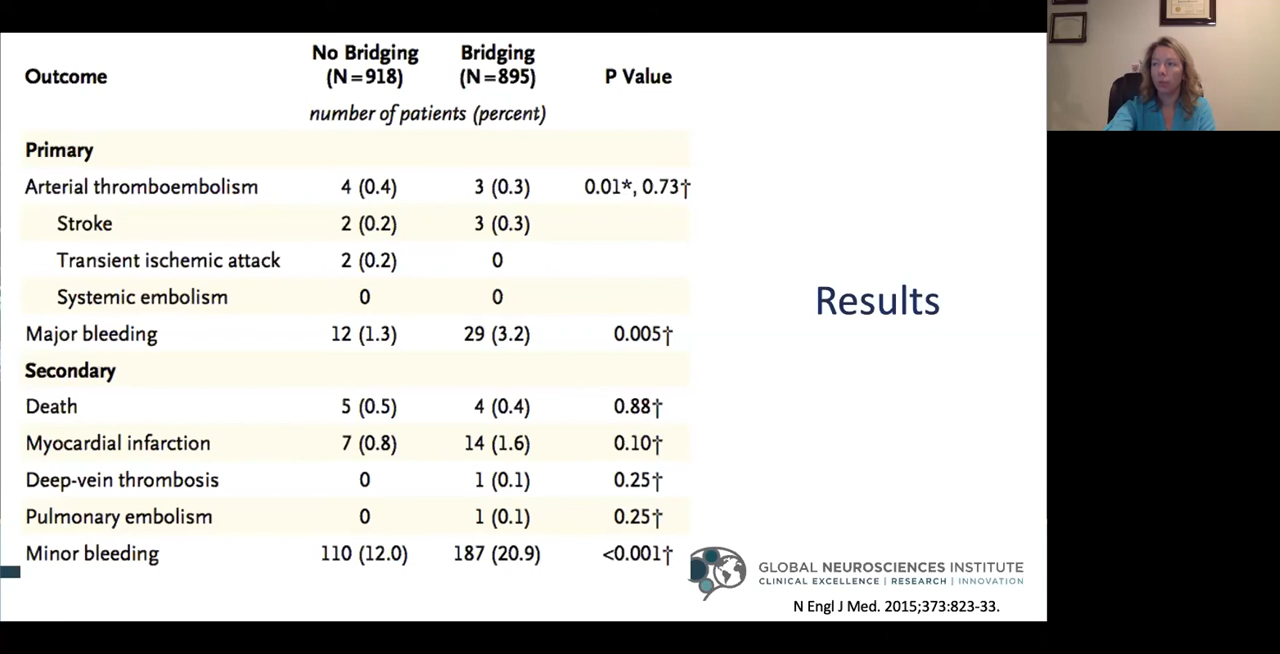 Outcome No Bridging (N=918) Bridging (N=895) P Value
number of patients (percent)
Primary
Arterial thromboembolism 4 (0.4) 3 (0.3) 0.01*, 0.73†
Stroke 2 (0.2) 3 (0.3)
Transient ischemic attack 2 (0.2) 0
Systemic embolism 0 0
Major bleeding 12 (1.3) 29 (3.2) 0.005†
Secondary
Death 5 (0.5) 4 (0.4) 0.88†
Myocardial infarction 7 (0.8) 14 (1.6) 0.10†
Deep-vein thrombosis 0 1 (0.1) 0.25†
Pulmonary embolism 0 1 (0.1) 0.25†
Minor bleeding 110 (12.0) 187 (20.9) <0.001†
Results
GLOBAL NEUROSCIENCES INSTITUTE
CLINICAL EXCELLENCE | RESEARCH | INNOVATION
N Engl J Med. 2015;373:823-33.